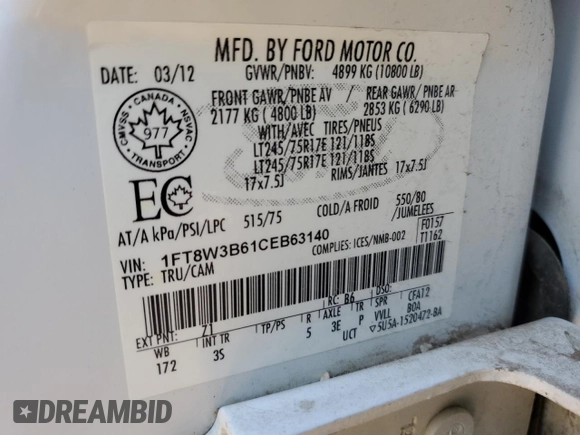 MFD. BY FORD MOTOR CO.
DATE: 03/12
GVWR/PNBV: 4899 KG (10800 LB)
FRONT GAWR/PNBE AV / REAR GAWR/ PNBE AR
2177 KG ( 4800 LB) 2853 KG ( 6290 LB)
WITH/AVEC TIRES/PNEUS
LT245/75R17E 121/118S
LT245/75R17E 121/118S
17x7.5J RIMS/JANTES 17x7.5J
CANADA
CMVSS
977
NSVAC
TRANSPORT
EC
AT/A kPa/PSI/LPC 515/75 COLD/A FROID 550/80
/JUMELEES
VIN: 1FT8W3B61CEB63140
COMPLIES: ICES/NMB-002
F0157
T1162
TYPE: TRU/CAM
EXT PNT: Z1 RC: B6 DSO:
WB INT TR TP/PS R AXLE TR SPR CFA12
172 3S 5 3E P VVLL BOA
UCT 5U5A-1520472-BA
DREAMBID